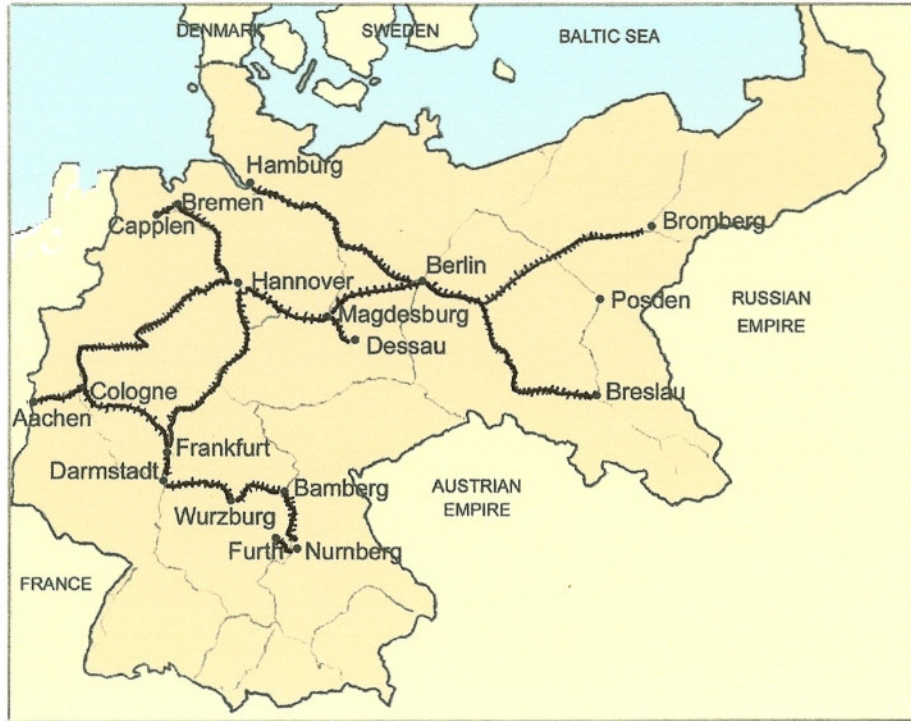 DENMARK
SWEDEN
BALTIC SEA
Hamburg
Bremen
Capplen
Bromberg
Berlin
Hannover
Posden
RUSSIAN
EMPIRE
Magdesburg
Dessau
Cologne
Breslau
Aachen
Frankfurt
Darmstadt
Bamberg
AUSTRIAN
EMPIRE
Wurzburg
Furth
Nurnberg
FRANCE